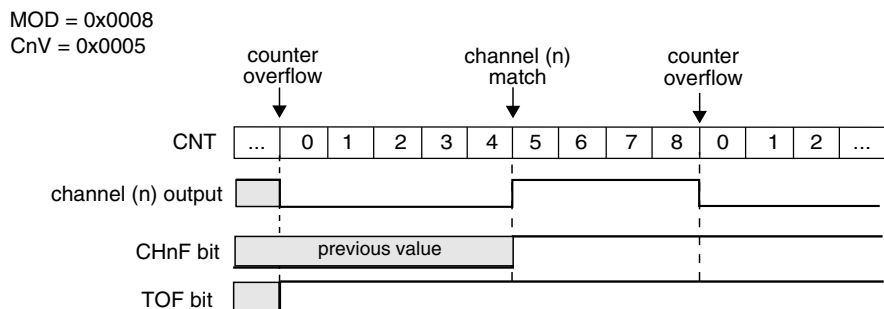 MOD = 0x0008
CnV = 0x0005
counter
overflow
channel (n)
match
counter
overflow
CNT ... 0 1 2 3 4 5 6 7 8 0 1 2 ...
channel (n) output
CHnF bit previous value
TOF bit